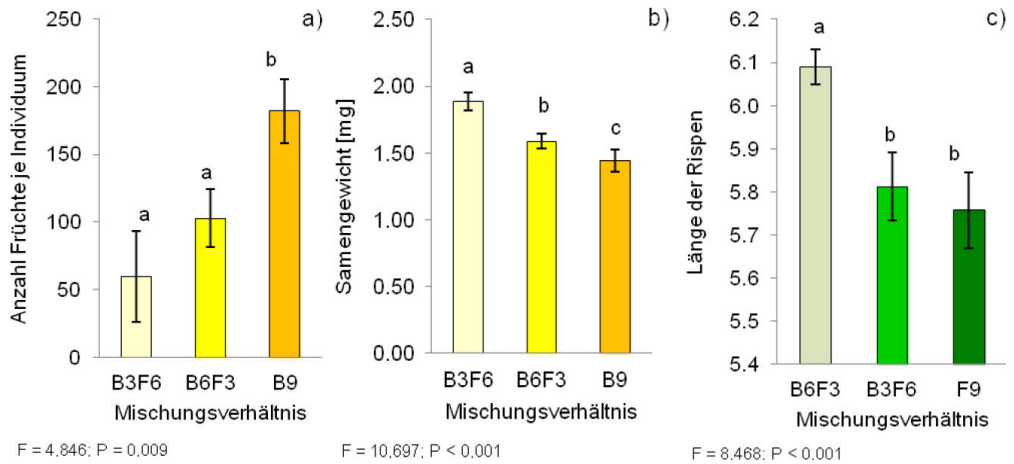 a)
Anzahl Früchte je Individuum
250
200
150
100
50
0
a
a
b
B3F6 B6F3 B9
Mischungsverhältnis
F = 4,846; P = 0,009
b)
Samengewicht [mg]
2.50
2.00
1.50
1.00
0.50
0.00
a
b
c
B3F6 B6F3 B9
Mischungsverhältnis
F = 10,697; P < 0,001
c)
Länge der Rispen
6.2
6.1
6.0
5.9
5.8
5.7
5.6
5.5
5.4
a
b
b
B6F3 B3F6 F9
Mischungsverhältnis
F = 8,468; P < 0,001